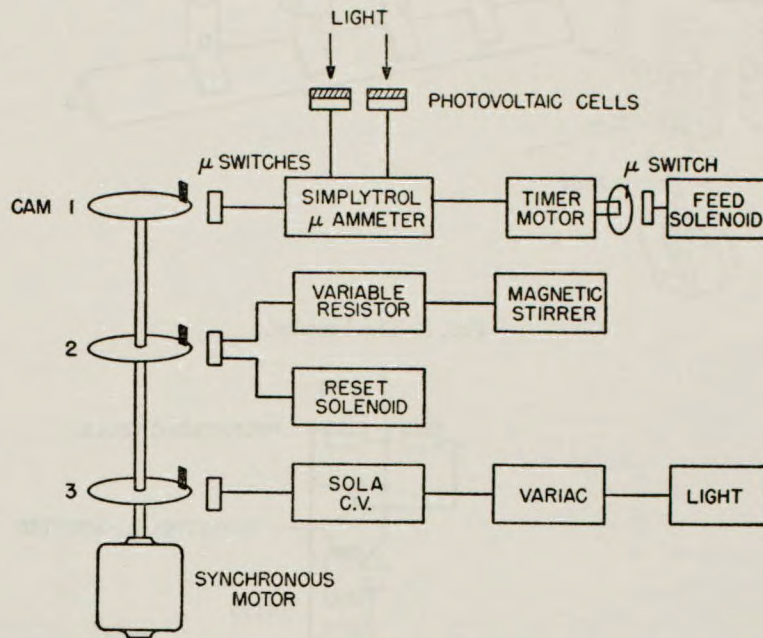 LIGHT
PHOTOVOLTAIC CELLS
μ SWITCHES
μ SWITCH
CAM 1
SIMPLYTROL
μ AMMETER
TIMER
MOTOR
FEED
SOLENOID
2
VARIABLE
RESISTOR
MAGNETIC
STIRRER
RESET
SOLENOID
3
SOLA
C.V.
VARIAC
LIGHT
SYNCHRONOUS
MOTOR